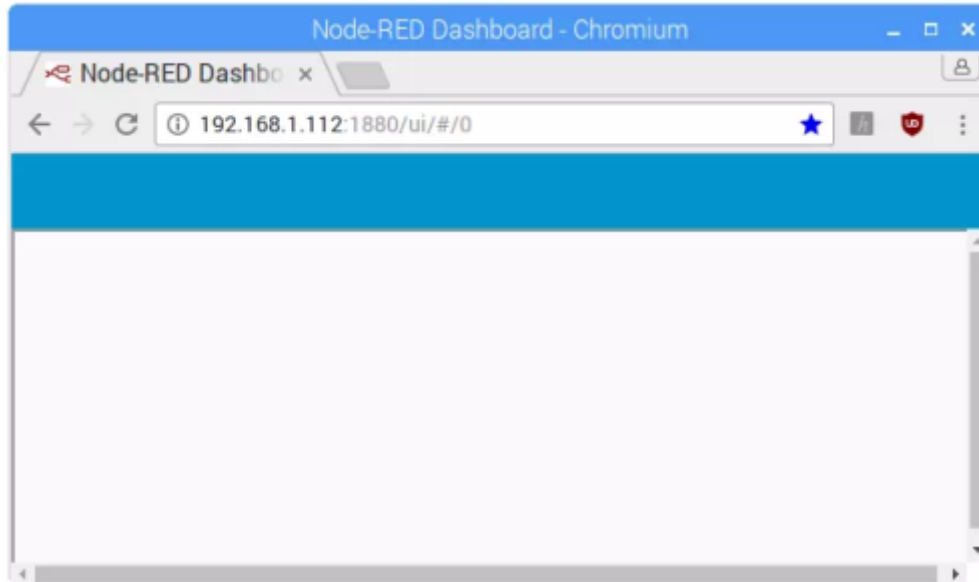 Node-RED Dashboard - Chromium
Node-RED Dashbo
192.168.1.112:1880/ui/#/0